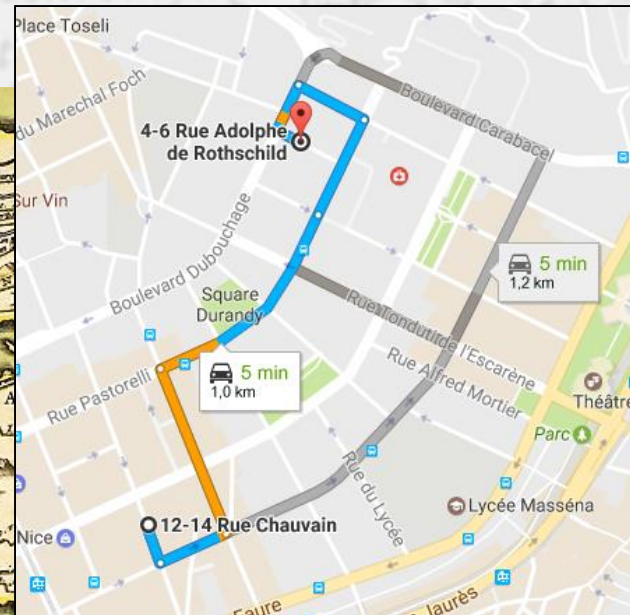 Place Toseli
du Marechal Foch
Boulevard Carabacel
4-6 Rue Adolphe
de Rothschild
Sur Vin
Boulevard Dubouchage
5 min
1,2 km
Square
Durandy
Rue Tondutilde l'Escarène
5 min
1,0 km
Rue Alfred Mortier
Rue Pastorelli
Théâtre
Parc
Rue du Lycée
Lycée Masséna
12-14 Rue Chauvain
Nice
Faure
Jaurès